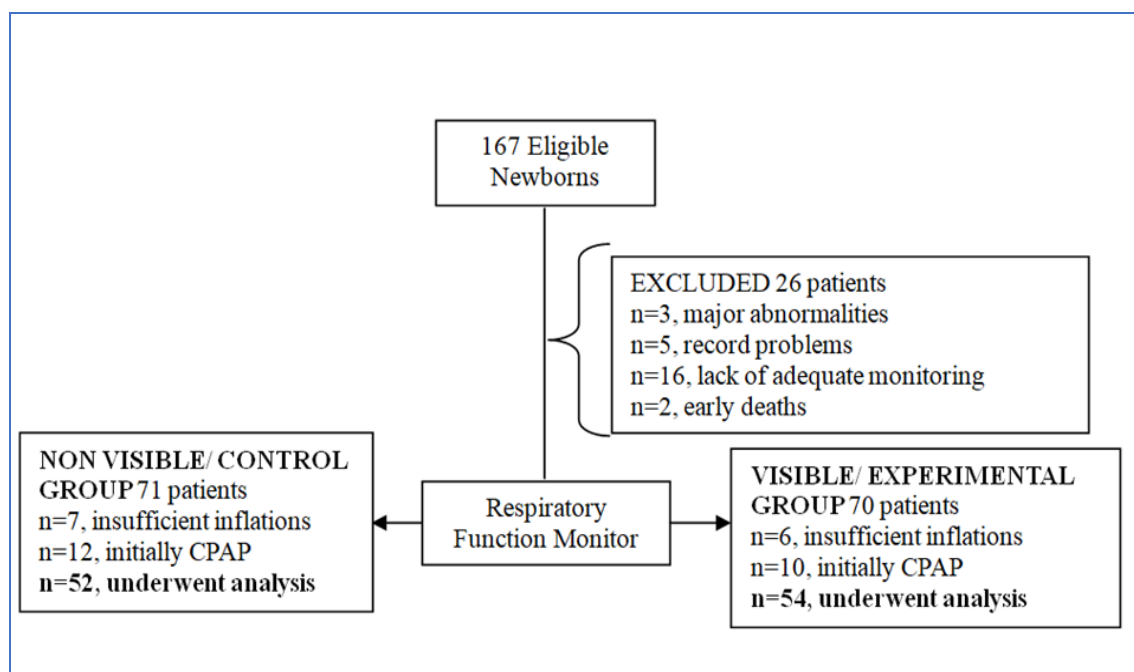 167 Eligible
Newborns
EXCLUDED 26 patients
n=3, major abnormalities
n=5, record problems
n=16, lack of adequate monitoring
n=2, early deaths
NON VISIBLE/ CONTROL
GROUP 71 patients
n=7, insufficient inflations
n=12, initially CPAP
n=52, underwent analysis
Respiratory
Function Monitor
VISIBLE/ EXPERIMENTAL
GROUP 70 patients
n=6, insufficient inflations
n=10, initially CPAP
n=54, underwent analysis